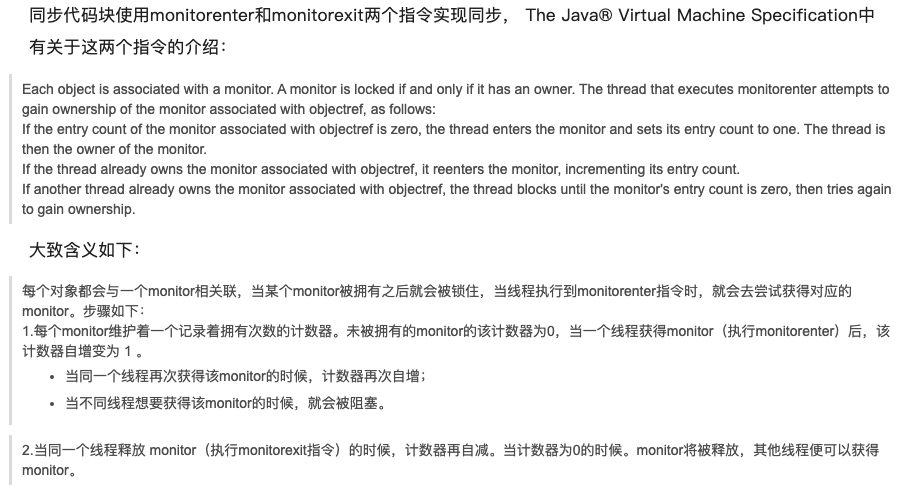 同步代码块使用monitorenter和monitorexit两个指令实现同步， The Java® Virtual Machine Specification中
有关于这两个指令的介绍：
Each object is associated with a monitor. A monitor is locked if and only if it has an owner. The thread that executes monitorenter attempts to
gain ownership of the monitor associated with objectref, as follows:
If the entry count of the monitor associated with objectref is zero, the thread enters the monitor and sets its entry count to one. The thread is
then the owner of the monitor.
If the thread already owns the monitor associated with objectref, it reenters the monitor, incrementing its entry count.
If another thread already owns the monitor associated with objectref, the thread blocks until the monitor's entry count is zero, then tries again
to gain ownership.
大致含义如下：
每个对象都会与一个monitor相关联，当某个monitor被拥有之后就会被锁住，当线程执行到monitorenter指令时，就会去尝试获得对应的
monitor。步骤如下：
1.每个monitor维护着一个记录着拥有次数的计数器。未被拥有的monitor的该计数器为0，当一个线程获得monitor（执行monitorenter）后，该
计数器自增变为 1 。
• 当同一个线程再次获得该monitor的时候，计数器再次自增；
• 当不同线程想要获得该monitor的时候，就会被阻塞。
2.当同一个线程释放 monitor（执行monitorexit指令）的时候，计数器再自减。当计数器为0的时候。monitor将被释放，其他线程便可以获得
monitor。